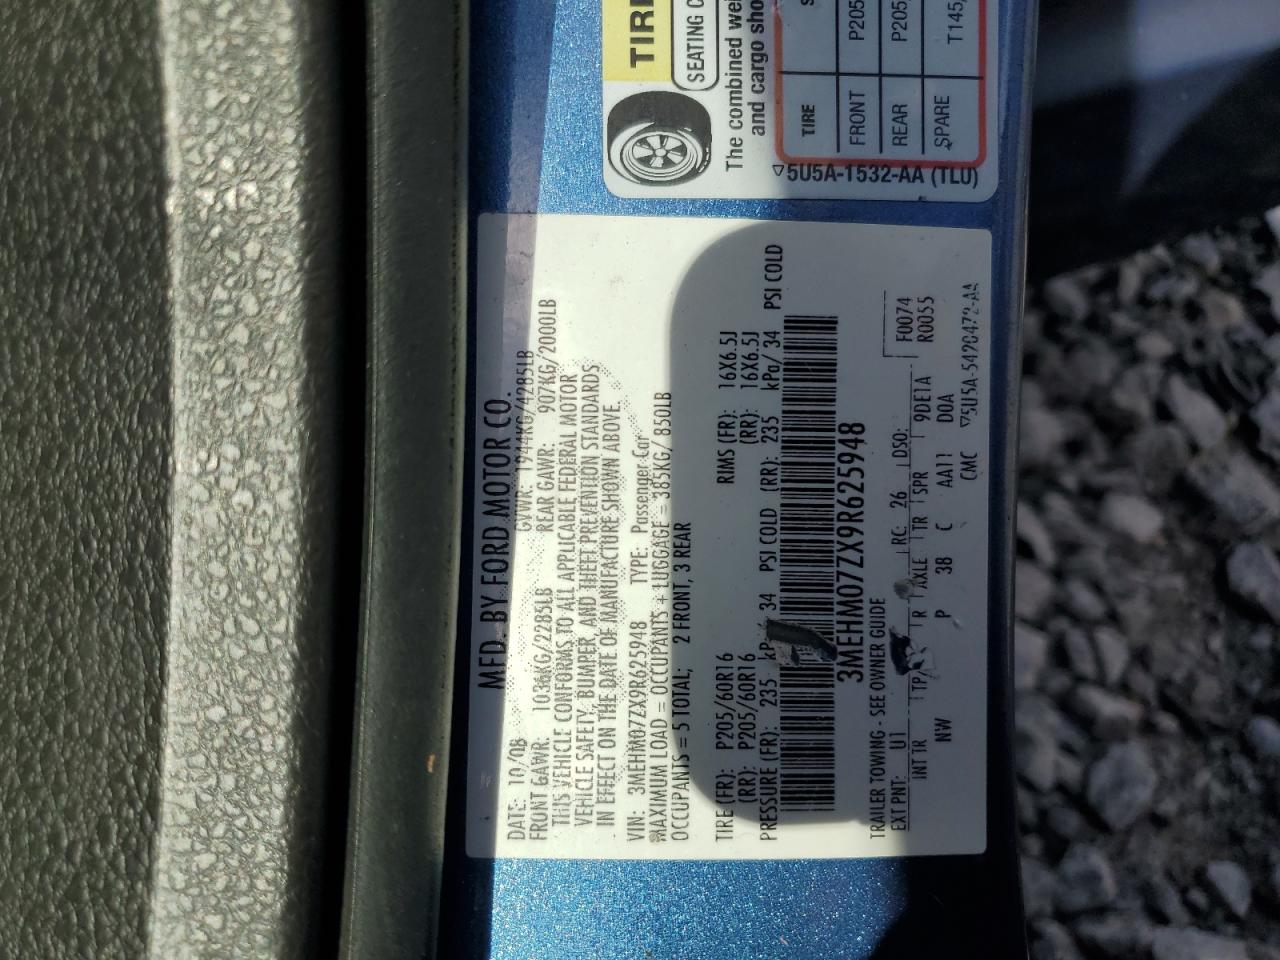 MFD. BY FORD MOTOR CO.
DATE: 10/08 GVWR: 1944KG/4285LB
FRONT GAWR: 1036KG/2285LB REAR GAWR: 907KG/2000LB
THIS VEHICLE CONFORMS TO ALL APPLICABLE FEDERAL MOTOR
VEHICLE SAFETY, BUMPER, AND THEFT PREVENTION STANDARDS
IN EFFECT ON THE DATE OF MANUFACTURE SHOWN ABOVE.
VIN: 3MEHM07ZX9R625948 TYPE: Passenger Car
MAXIMUM LOAD = OCCUPANTS + LUGGAGE = 385KG/ 850LB
OCCUPANTS = 5 TOTAL; 2 FRONT, 3 REAR
TIRE (FR): P205/60R16 RIMS (FR): 16X6.5J
(RR): P205/60R16 (RR): 16X6.5J
PRESSURE (FR): 235 kP 34 PSI COLD (RR): 235 kPa/ 34 PSI COLD
3MEHM07ZX9R625948
TRAILER TOWING - SEE OWNER GUIDE
EXT PNT: U1 RC: 26 DSO: F0074
INT TR TP R AXLE TR SPR 9DE1A R0055
NW P 38 C AA11 D0A
CMC ▽5U5A-5420472-AA
TIRE
SEATING C
The combined wei
and cargo sho
TIRE S
FRONT P205
REAR P205
SPARE T145
▽5U5A-1532-AA (TLU)